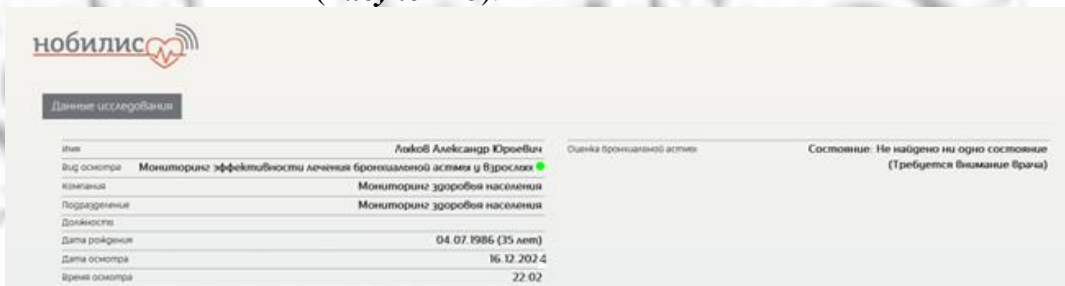 нобилис
Данные исследования
Имя Лойков Александр Юрьевич
Вид осмотра Мониторинг эффективности лечения бронхиальной астмы у взрослых
Компания Мониторинг здоровья населения
Подразделение Мониторинг здоровья населения
Должность
Дата рождения 04.07.1986 (35 лет)
Дата осмотра 16.12.2024
Время осмотра 22:02
Оценка бронхиальной астмы Состояние: Не найдено ни одно состояние
(Требуется внимание врача)